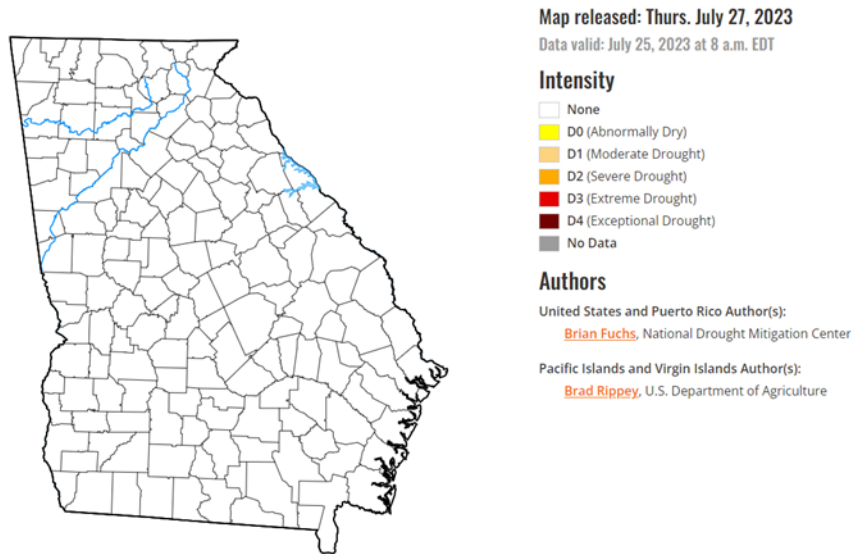 Map released: Thurs. July 27, 2023
Data valid: July 25, 2023 at 8 a.m. EDT
Intensity
None
D0 (Abnormally Dry)
D1 (Moderate Drought)
D2 (Severe Drought)
D3 (Extreme Drought)
D4 (Exceptional Drought)
No Data
Authors
United States and Puerto Rico Author(s):
Brian Fuchs, National Drought Mitigation Center
Pacific Islands and Virgin Islands Author(s):
Brad Rippey, U.S. Department of Agriculture